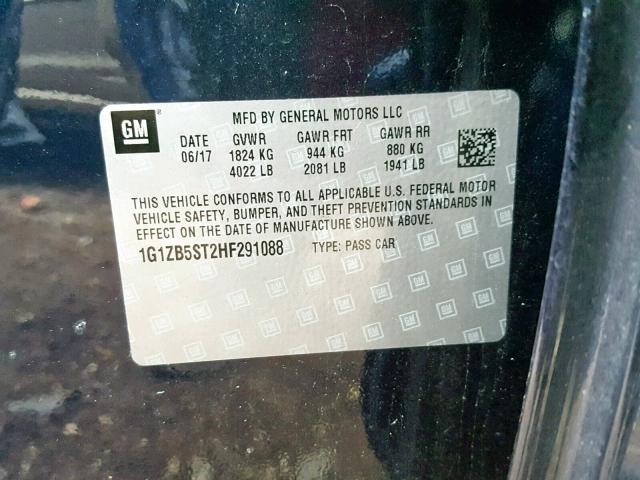 GM
MFD BY GENERAL MOTORS LLC
DATE GVWR GAWR FRT GAWR RR
06/17 1824 KG 944 KG 880 KG
4022 LB 2081 LB 1941 LB
THIS VEHICLE CONFORMS TO ALL APPLICABLE U.S. FEDERAL MOTOR
VEHICLE SAFETY, BUMPER, AND THEFT PREVENTION STANDARDS IN
EFFECT ON THE DATE OF MANUFACTURE SHOWN ABOVE.
1G1ZB5ST2HF291088 TYPE: PASS CAR